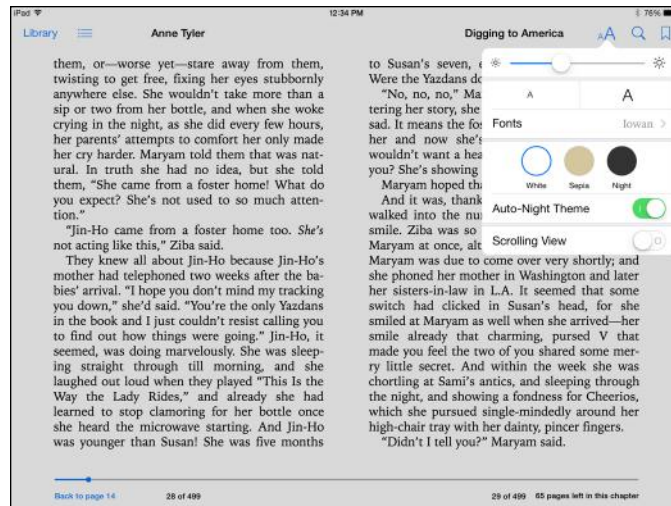 iPad 12:34 PM 76%
Library Anne Tyler Digging to America AA
them, or—worse yet—stare away from them,
twisting to get free, fixing her eyes stubbornly
anywhere else. She wouldn't take more than a
sip or two from her bottle, and when she woke
crying in the night, as she did every few hours,
her parents' attempts to comfort her only made
her cry harder. Maryam told them that was nat-
ural. In truth she had no idea, but she told
them, "She came from a foster home! What do
you expect? She's not used to so much atten-
tion."
"Jin-Ho came from a foster home too. She's
not acting like this," Ziba said.
They knew all about Jin-Ho because Jin-Ho's
mother had telephoned two weeks after the ba-
bies' arrival. "I hope you don't mind my tracking
you down," she'd said. "You're the only Yazdans
in the book and I just couldn't resist calling you
to find out how things were going." Jin-Ho, it
seemed, was doing marvelously. She was sleep-
ing straight through till morning, and she
laughed out loud when they played "This Is the
Way the Lady Rides," and already she had
learned to stop clamoring for her bottle once
she heard the microwave starting. And Jin-Ho
was younger than Susan! She was five months
to Susan's seven,
Were the Yazdans
"No, no, no," Ma
tering her story, she
sad. It means the fos
her and now she's
wouldn't want a hea
you? She's showing
Maryam hoped tha
And it was, thank
walked into the nu
smile. Ziba was so
Maryam at once, alt
Maryam was due to come over very shortly; and
she phoned her mother in Washington and later
her sisters-in-law in L.A. It seemed that some
switch had clicked in Susan's head, for she
smiled at Maryam as well when she arrived—her
smile already that charming, pursed V that
made you feel the two of you shared some mer-
ry little secret. And within the week she was
chortling at Sami's antics, and sleeping through
the night, and showing a fondness for Cheerios,
which she pursued single-mindedly around her
high-chair tray with her dainty, pincer fingers.
"Didn't I tell you?" Maryam said.
A A
Fonts Iowan >
White Sepia Night
Auto-Night Theme
Scrolling View
Back to page 14 28 of 499 29 of 499 65 pages left in this chapter